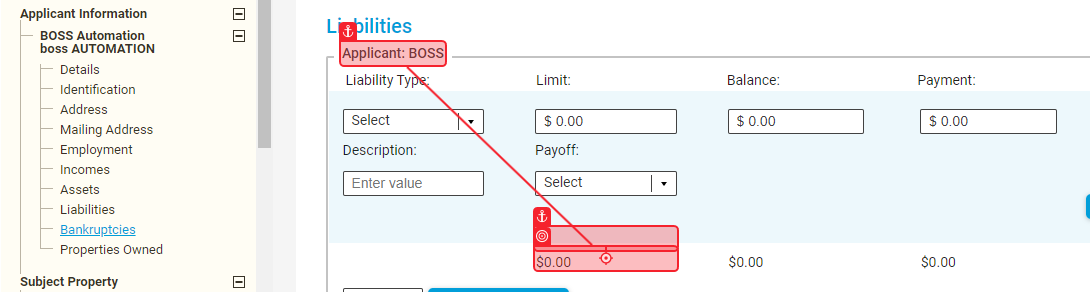 Applicant Information
BOSS Automation
boss AUTOMATION
Details
Identification
Address
Mailing Address
Employment
Incomes
Assets
Liabilities
Bankruptcies
Properties Owned
Subject Property
Liabilities
Applicant: BOSS
Liability Type: Limit: Balance: Payment:
Select $ 0.00 $ 0.00 $ 0.00
Description: Payoff:
Enter value Select
$0.00 $0.00 $0.00